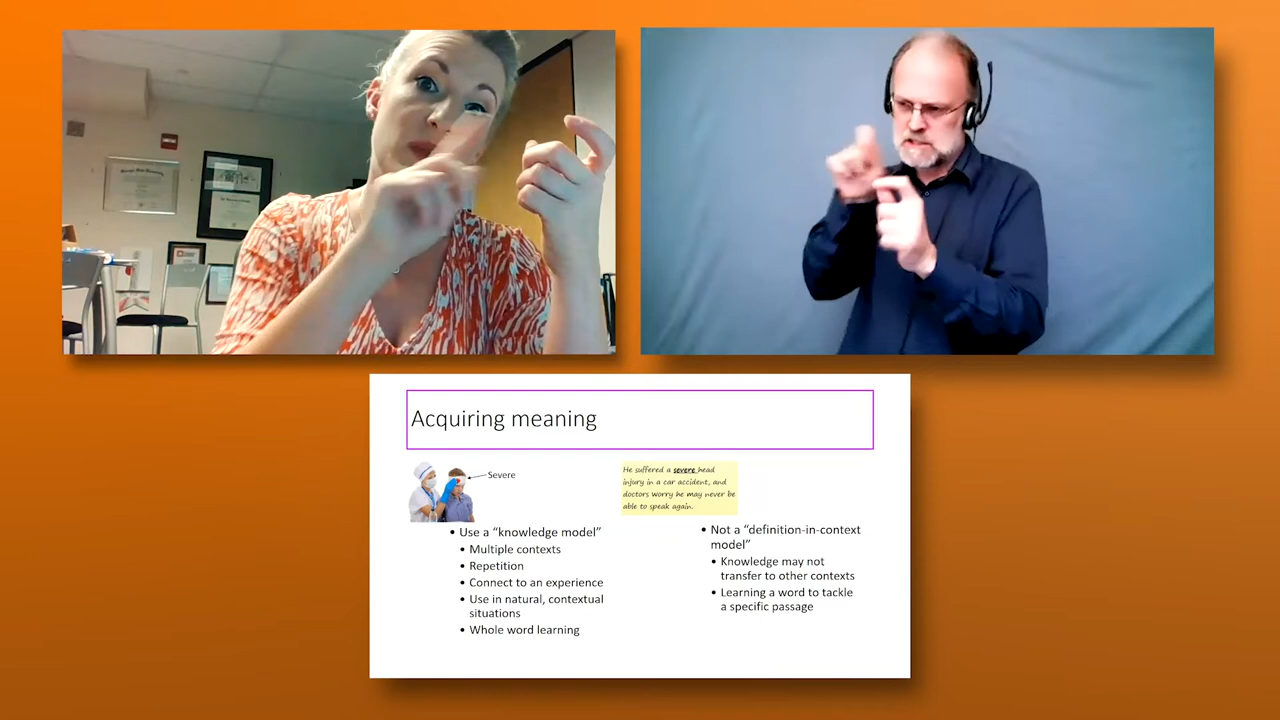 Acquiring meaning
Severe
He suffered a severe head
injury in a car accident, and
doctors worry he may never be
able to speak again.
• Use a “knowledge model”
• Multiple contexts
• Repetition
• Connect to an experience
• Use in natural, contextual
situations
• Whole word learning
• Not a “definition-in-context
model”
• Knowledge may not
transfer to other contexts
• Learning a word to tackle
a specific passage